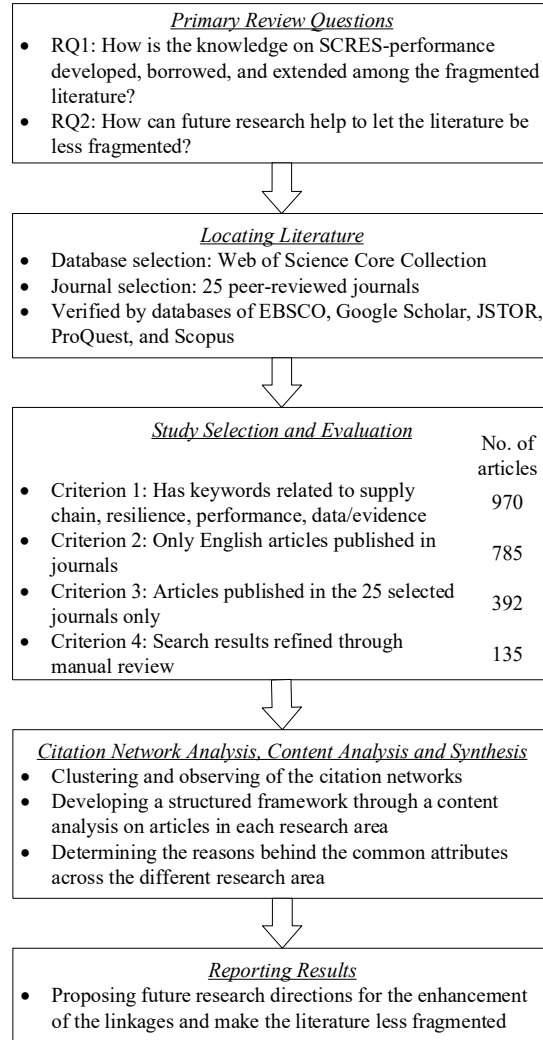 Primary Review Questions
• RQ1: How is the knowledge on SCRES-performance
developed, borrowed, and extended among the fragmented
literature?
• RQ2: How can future research help to let the literature be
less fragmented?
Locating Literature
• Database selection: Web of Science Core Collection
• Journal selection: 25 peer-reviewed journals
• Verified by databases of EBSCO, Google Scholar, JSTOR,
ProQuest, and Scopus
Study Selection and Evaluation
No. of
articles
• Criterion 1: Has keywords related to supply
chain, resilience, performance, data/evidence
970
• Criterion 2: Only English articles published in
journals
785
• Criterion 3: Articles published in the 25 selected
journals only
392
• Criterion 4: Search results refined through
manual review
135
Citation Network Analysis, Content Analysis and Synthesis
• Clustering and observing of the citation networks
• Developing a structured framework through a content
analysis on articles in each research area
• Determining the reasons behind the common attributes
across the different research area
Reporting Results
• Proposing future research directions for the enhancement
of the linkages and make the literature less fragmented